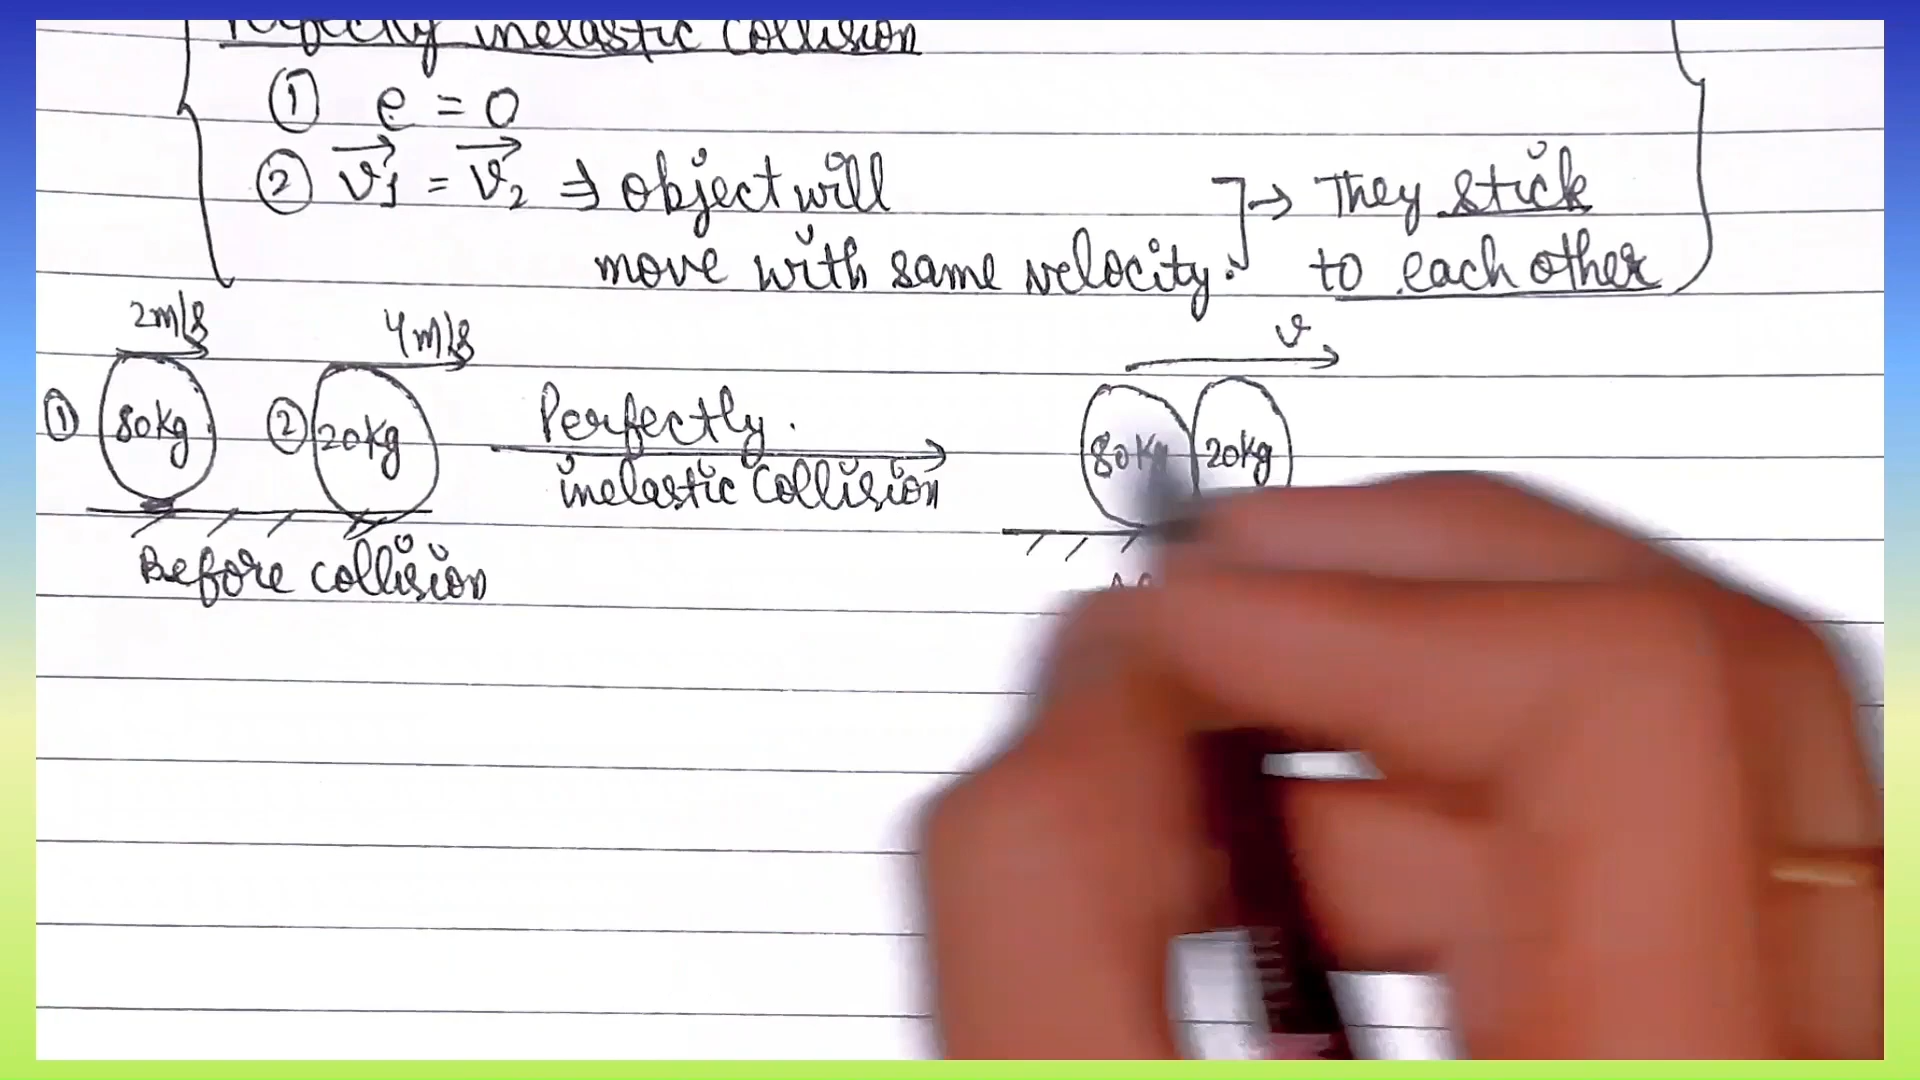 Perfectly inelastic collision
① e = 0
② v₁ = v₂ ⇒ object will
move with same velocity. → They stick
to each other
2m/s
4m/s
v
① 80kg ② 20kg
Perfectly
inelastic collision
80kg 20kg
Before collision